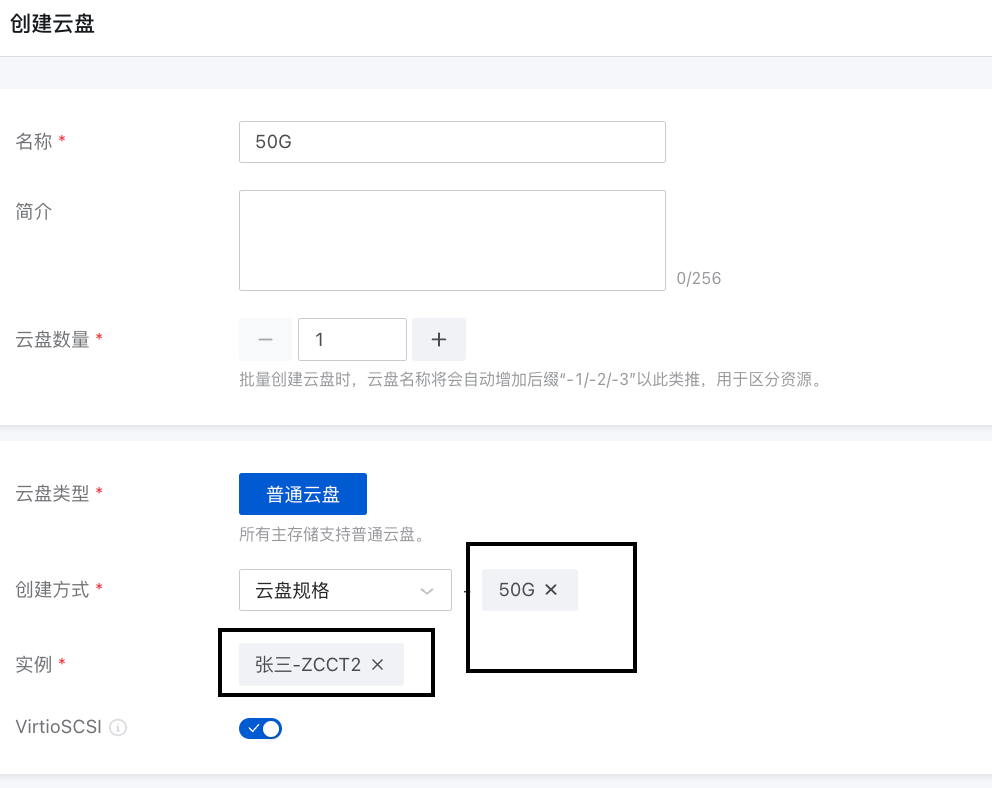 创建云盘
名称 *
50G
简介
0/256
云盘数量 *
1
批量创建云盘时，云盘名称将会自动增加后缀“-1/-2/-3”以此类推，用于区分资源。
云盘类型 *
普通云盘
所有主存储支持普通云盘。
创建方式 *
云盘规格
50G
实例 *
张三-ZCCT2
VirtioSCSI